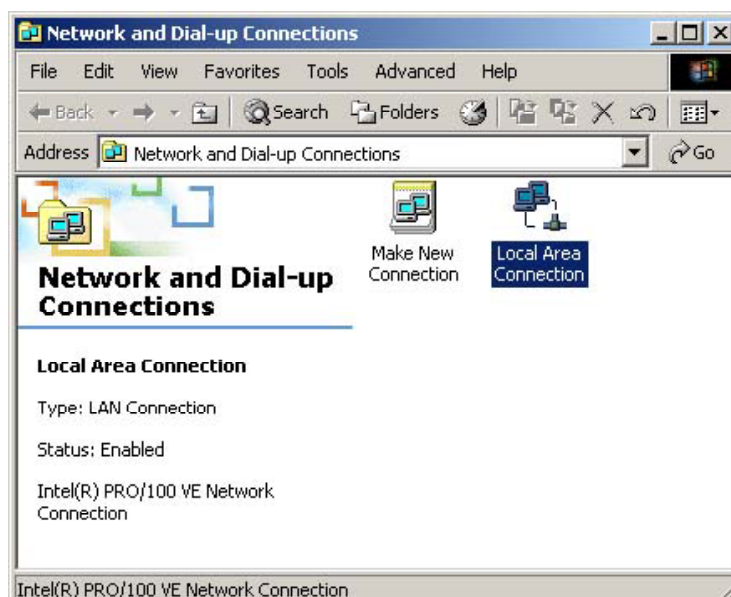 Network and Dial-up Connections
File Edit View Favorites Tools Advanced Help
Back Search Folders
Address Network and Dial-up Connections Go
Make New
Connection
Local Area
Connection
Network and Dial-up
Connections
Local Area Connection
Type: LAN Connection
Status: Enabled
Intel(R) PRO/100 VE Network
Connection
Intel(R) PRO/100 VE Network Connection